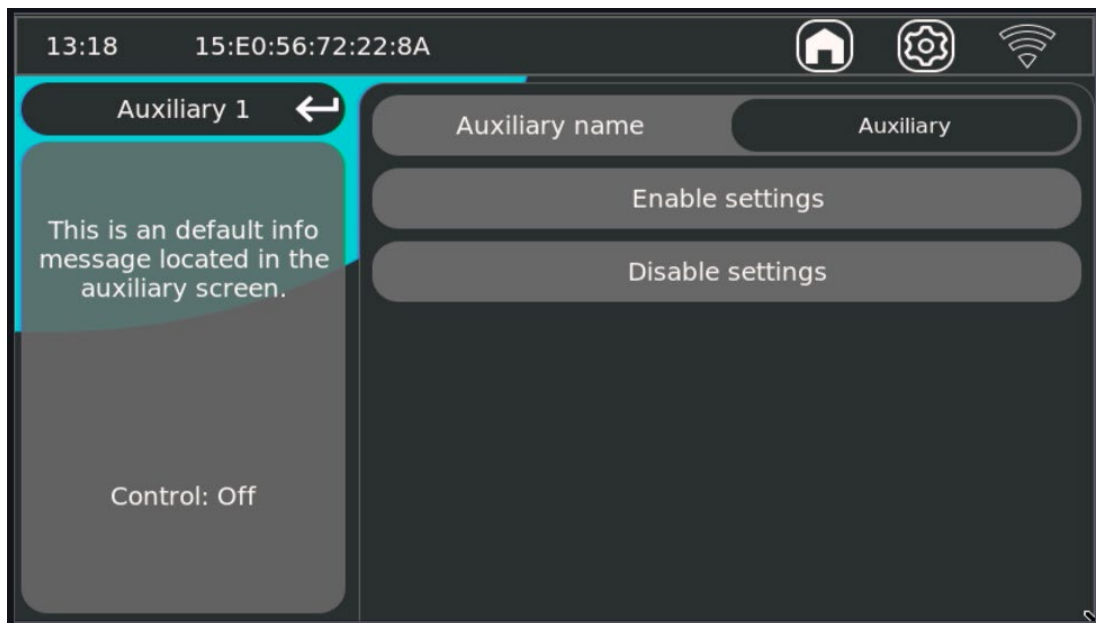 13:18 15:E0:56:72:22:8A
Auxiliary 1
This is an default info
message located in the
auxiliary screen.
Control: Off
Auxiliary name Auxiliary
Enable settings
Disable settings